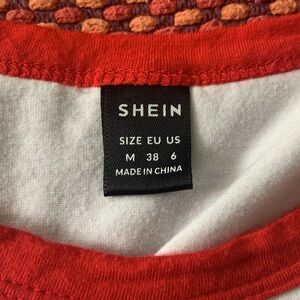 SHEIN
SIZE EU US
M 38 6
MADE IN CHINA